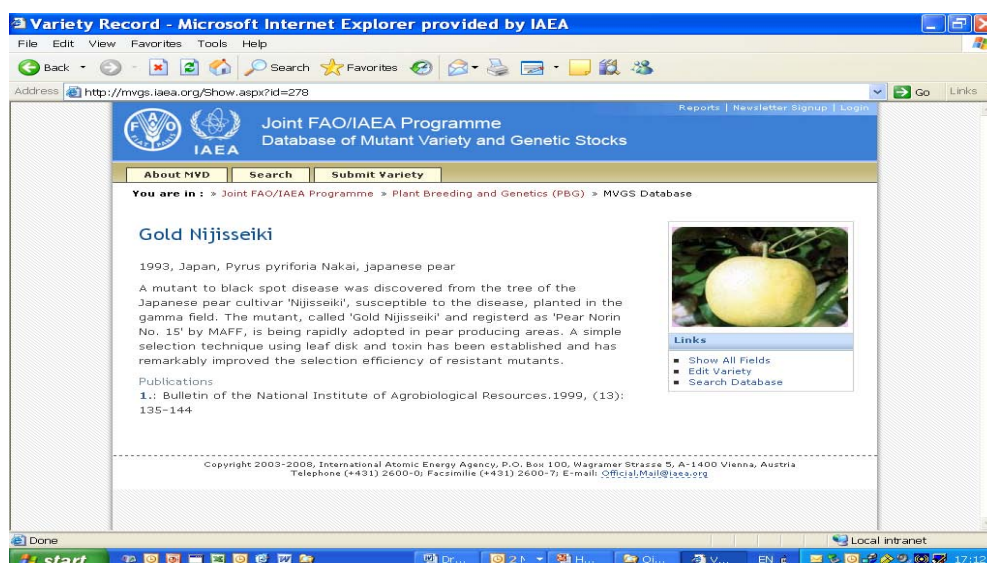 Variety Record - Microsoft Internet Explorer provided by IAEA
File Edit View Favorites Tools Help
Back Search Favorites
Address http://mvgs.iaea.org/Show.aspx?id=278 Go Links
Reports | Newsletter Signup | Login
FAO
FIAT PANIS
IAEA
Joint FAO/IAEA Programme
Database of Mutant Variety and Genetic Stocks
About MVD Search Submit Variety
You are in : » Joint FAO/IAEA Programme » Plant Breeding and Genetics (PBG) » MVGS Database
Gold Nijisseiki
1993, Japan, Pyrus pyriforia Nakai, japanese pear
A mutant to black spot disease was discovered from the tree of the
Japanese pear cultivar 'Nijisseiki', susceptible to the disease, planted in the
gamma field. The mutant, called 'Gold Nijisseiki' and registerd as 'Pear Norin
No. 15' by MAFF, is being rapidly adopted in pear producing areas. A simple
selection technique using leaf disk and toxin has been established and has
remarkably improved the selection efficiency of resistant mutants.
Publications
1.: Bulletin of the National Institute of Agrobiological Resources.1999, (13):
135-144
Links
Show All Fields
Edit Variety
Search Database
Copyright 2003-2008, International Atomic Energy Agency, P.O. Box 100, Wagramer Strasse 5, A-1400 Vienna, Austria
Telephone (+431) 2600-0; Facsimilie (+431) 2600-7; E-mail: Official.Mail@iaea.org
Done Local intranet
start Dr... 2 H... Oi... V... EN 17:12